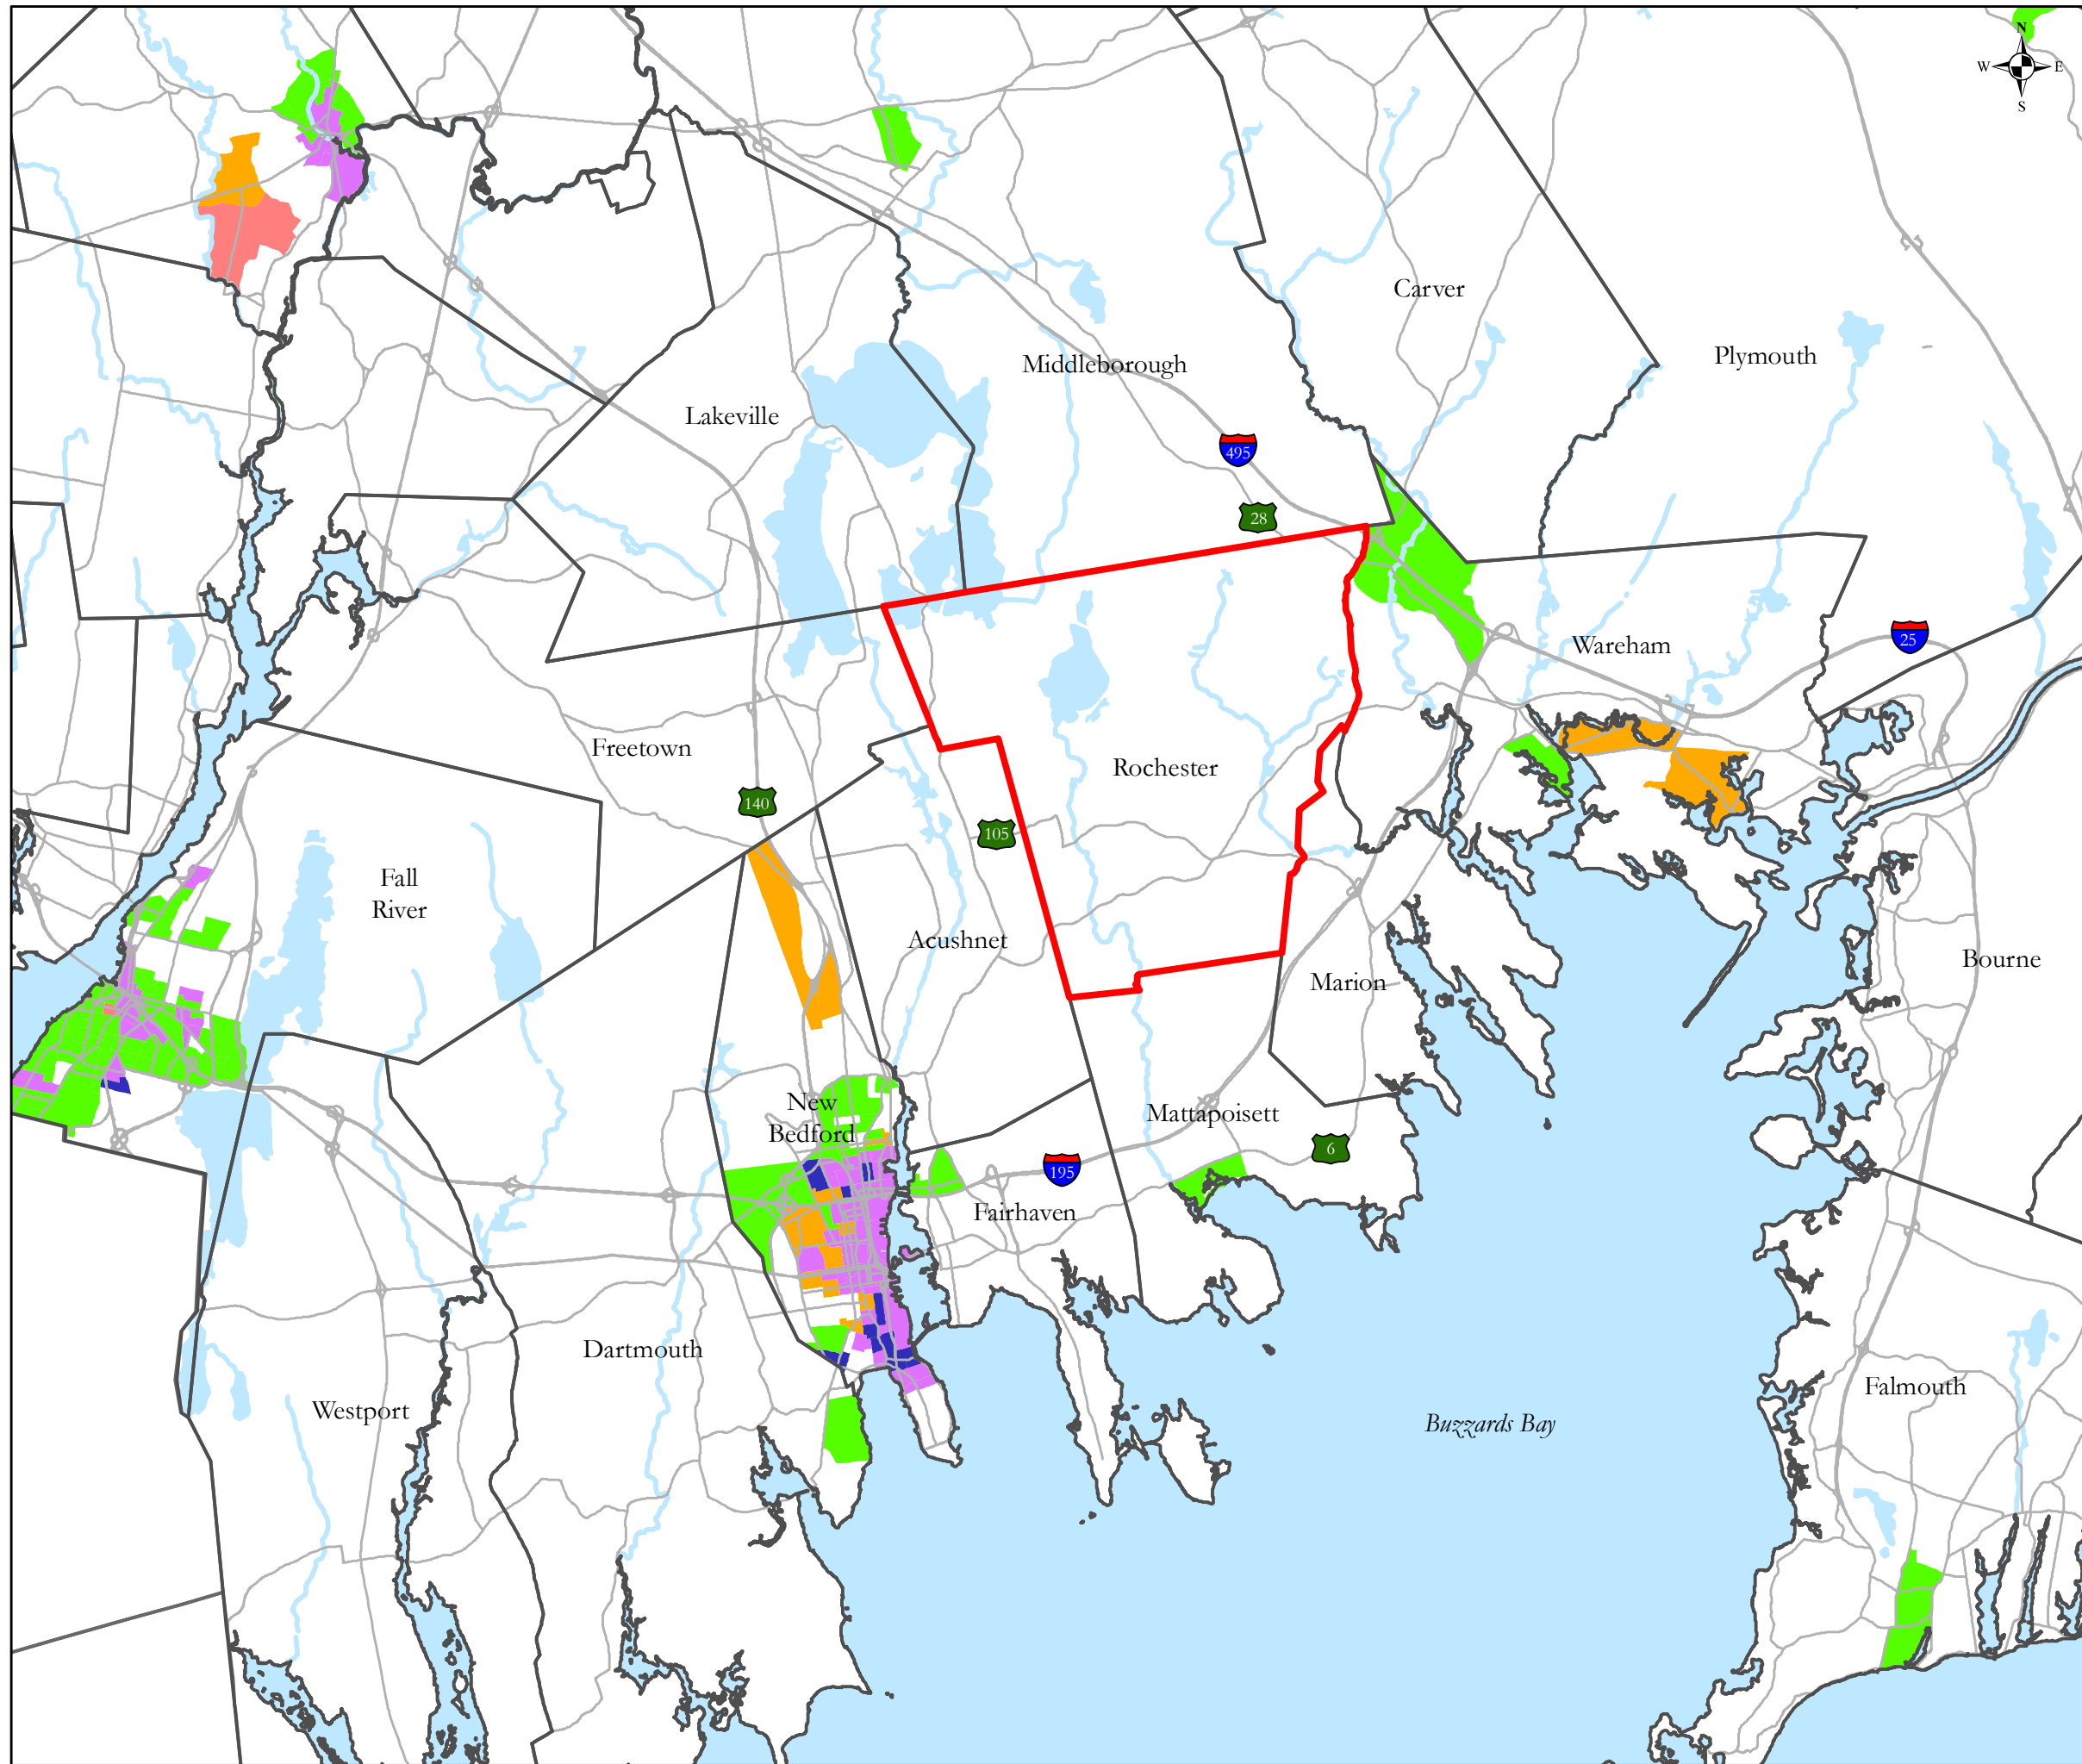 N
W E
S
Carver
Plymouth
Middleborough
Lakeville
495
28
25
Wareham
Freetown
Rochester
140
105
Fall
River
Acushnet
Bourne
Marion
New
Bedford
Mattapoisett
6
195
Fairhaven
Dartmouth
Falmouth
Westport
Buzzards Bay